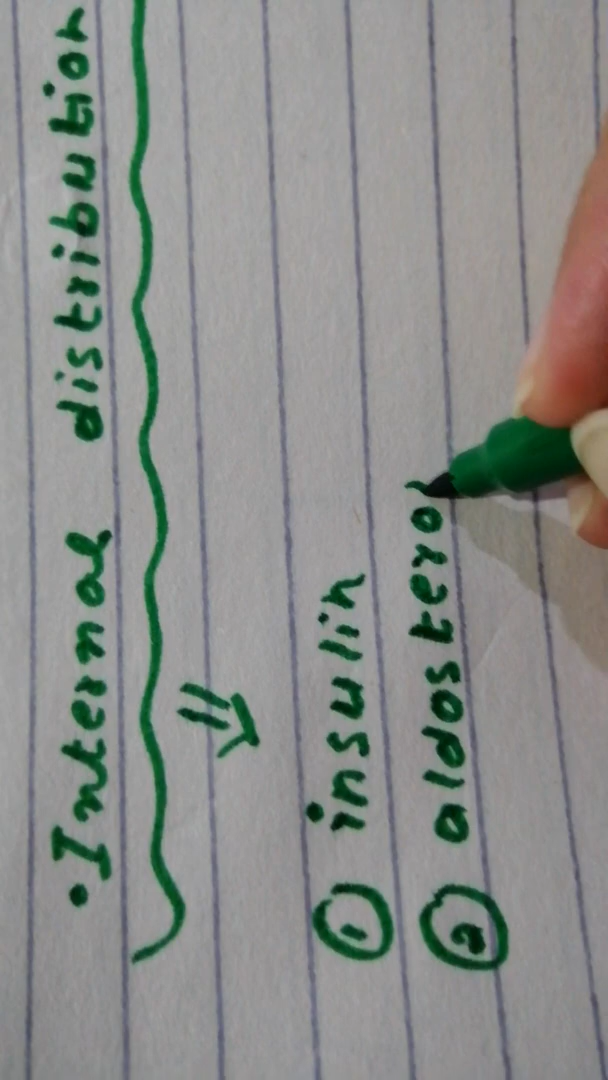 • Internal distribution
⇓
① insulin
② aldostero